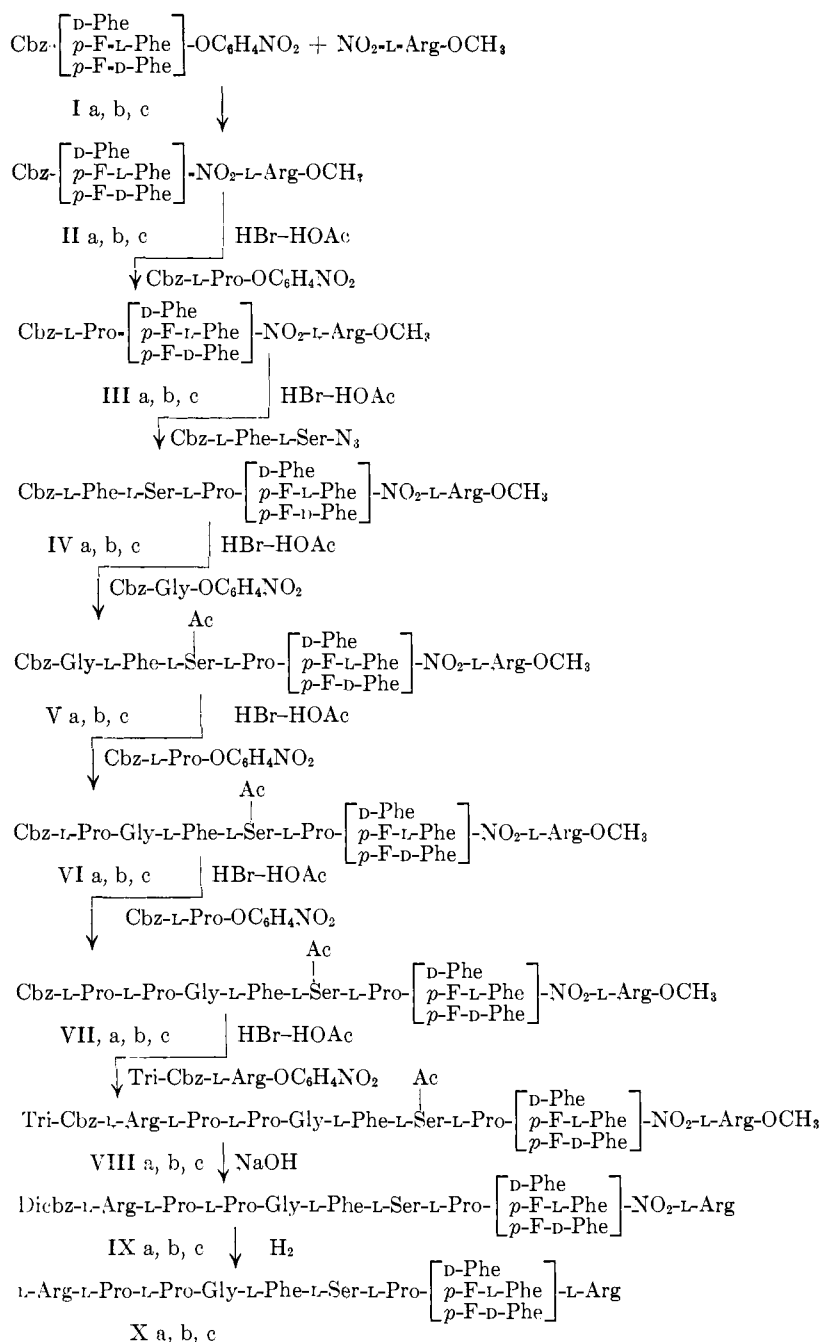 D-Phe
Cbz-[p-F-L-Phe]-OC₆H₄NO₂ + NO₂-L-Arg-OCH₃
p-F-D-Phe
I a, b, c
D-Phe
Cbz-[p-F-L-Phe]-NO₂-L-Arg-OCH₃
p-F-D-Phe
II a, b, c HBr–HOAc
Cbz-L-Pro-OC₆H₄NO₂
D-Phe
Cbz-L-Pro-[p-F-L-Phe]-NO₂-L-Arg-OCH₃
p-F-D-Phe
III a, b, c HBr–HOAc
Cbz-L-Phe-L-Ser-N₃
D-Phe
Cbz-L-Phe-L-Ser-L-Pro-[p-F-L-Phe]-NO₂-L-Arg-OCH₃
p-F-D-Phe
IV a, b, c HBr–HOAc
Cbz-Gly-OC₆H₄NO₂
Ac
D-Phe
Cbz-Gly-L-Phe-L-Ser-L-Pro-[p-F-L-Phe]-NO₂-L-Arg-OCH₃
p-F-D-Phe
V a, b, c HBr–HOAc
Cbz-L-Pro-OC₆H₄NO₂
Ac
D-Phe
Cbz-L-Pro-Gly-L-Phe-L-Ser-L-Pro-[p-F-L-Phe]-NO₂-L-Arg-OCH₃
p-F-D-Phe
VI a, b, c HBr–HOAc
Cbz-L-Pro-OC₆H₄NO₂
Ac
D-Phe
Cbz-L-Pro-L-Pro-Gly-L-Phe-L-Ser-L-Pro-[p-F-L-Phe]-NO₂-L-Arg-OCH₃
p-F-D-Phe
VII, a, b, c HBr–HOAc
Tri-Cbz-L-Arg-OC₆H₄NO₂
Ac
D-Phe
Tri-Cbz-L-Arg-L-Pro-L-Pro-Gly-L-Phe-L-Ser-L-Pro-[p-F-L-Phe]-NO₂-L-Arg-OCH₃
p-F-D-Phe
VIII a, b, c NaOH
D-Phe
Dicbz-L-Arg-L-Pro-L-Pro-Gly-L-Phe-L-Ser-L-Pro-[p-F-L-Phe]-NO₂-L-Arg
p-F-D-Phe
IX a, b, c H₂
D-Phe
L-Arg-L-Pro-L-Pro-Gly-L-Phe-L-Ser-L-Pro-[p-F-L-Phe]-L-Arg
p-F-D-Phe
X a, b, c